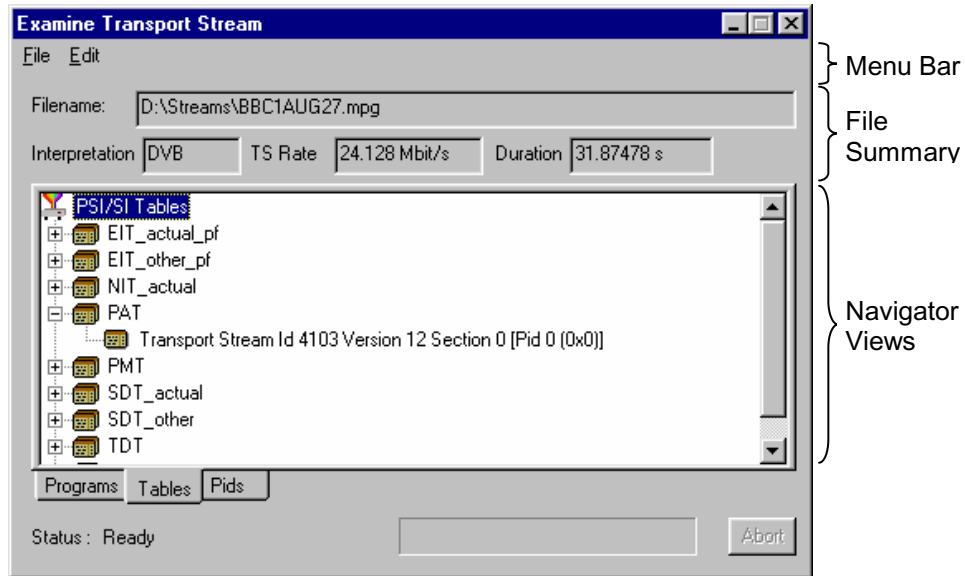 Examine Transport Stream
File Edit
Menu Bar
Filename: D:\Streams\BBC1AUG27.mpg
File
Summary
Interpretation DVB TS Rate 24.128 Mbit/s Duration 31.87478 s
PSI/SI Tables
EIT_actual_pf
EIT_other_pf
NIT_actual
PAT
Transport Stream Id 4103 Version 12 Section 0 [Pid 0 (0x0)]
PMT
SDT_actual
SDT_other
TDT
Navigator
Views
Programs Tables Pids
Status : Ready
Abort